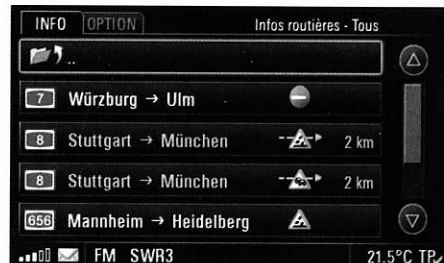 INFO OPTION Infos routières - Tous
..
7 Würzburg → Ulm
8 Stuttgart → München 2 km
8 Stuttgart → München 2 km
656 Mannheim → Heidelberg
FM SWR3 21.5°C TP